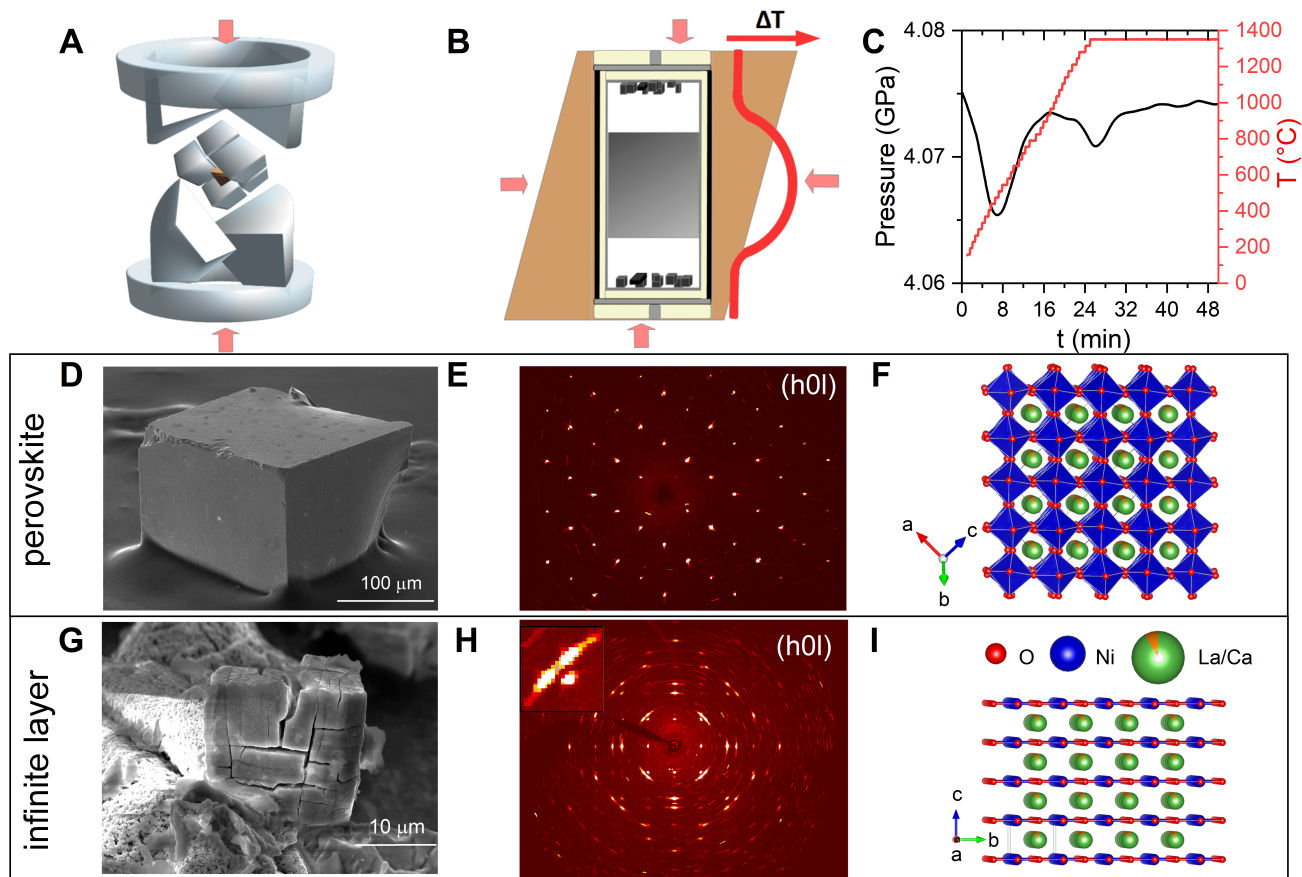 A
B
ΔT
C
4.08
4.07
4.06
Pressure (GPa)
0
8
16
24
32
40
48
t (min)
1400
1200
1000
800
600
400
200
0
T (°C)
perovskite
D
100 μm
E
(h0l)
F
a
c
b
infinite layer
G
10 μm
H
(h0l)
I
O
Ni
La/Ca
c
a
b